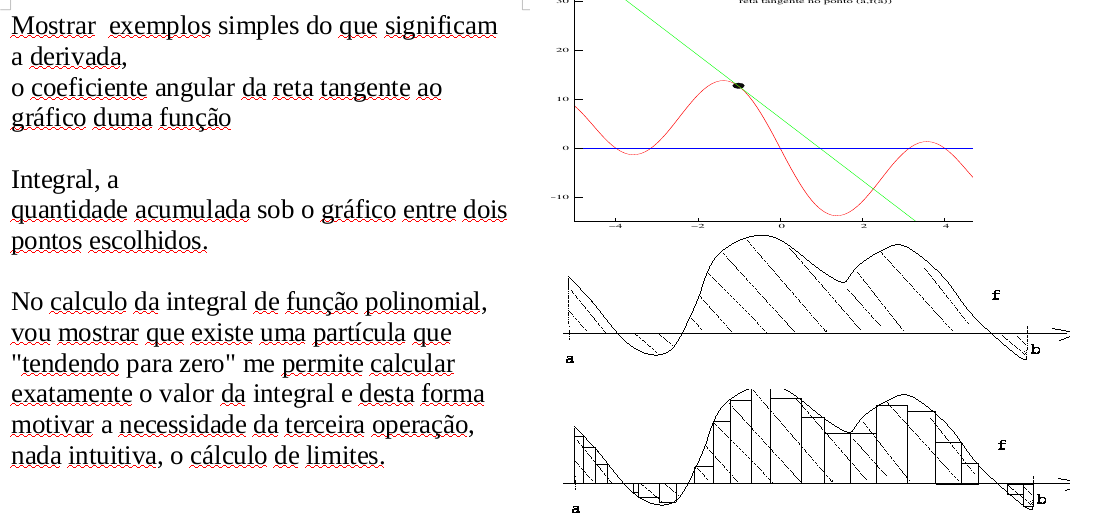 Mostrar  exemplos simples do que significam
a derivada,
o coeficiente angular da reta tangente ao
gráfico duma função
Integral, a
quantidade acumulada sob o gráfico entre dois
pontos escolhidos.
No calculo da integral de função polinomial,
vou mostrar que existe uma partícula que
"tendendo para zero" me permite calcular
exatamente o valor da integral e desta forma
motivar a necessidade da terceira operação,
nada intuitiva, o cálculo de limites.
reta tangente no ponto (a,f(a))
30
20
10
0
-10
-4 -2 0 2 4
f
a b
f
a b